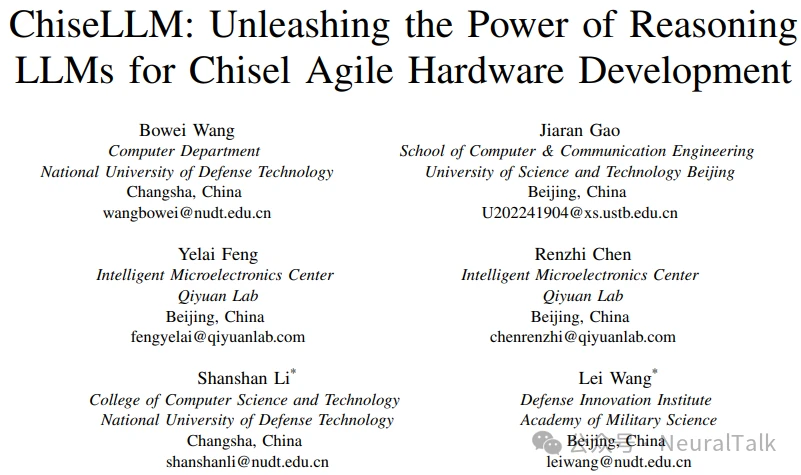 ChiseLLM: Unleashing the Power of Reasoning
LLMs for Chisel Agile Hardware Development
Bowei Wang
Computer Department
National University of Defense Technology
Changsha, China
wangbowei@nudt.edu.cn
Jiaran Gao
School of Computer & Communication Engineering
University of Science and Technology Beijing
Beijing, China
U202241904@xs.ustb.edu.cn
Yelai Feng
Intelligent Microelectronics Center
Qiyuan Lab
Beijing, China
fengyelai@qiyuanlab.com
Renzhi Chen
Intelligent Microelectronics Center
Qiyuan Lab
Beijing, China
chenrenzhi@qiyuanlab.com
Shanshan Li*
College of Computer Science and Technology
National University of Defense Technology
Changsha, China
shanshanli@nudt.edu.cn
Lei Wang*
Defense Innovation Institute
Academy of Military Science
Beijing, China
leiwang@nudt.edu.cn
公众号 · NeuralTalk